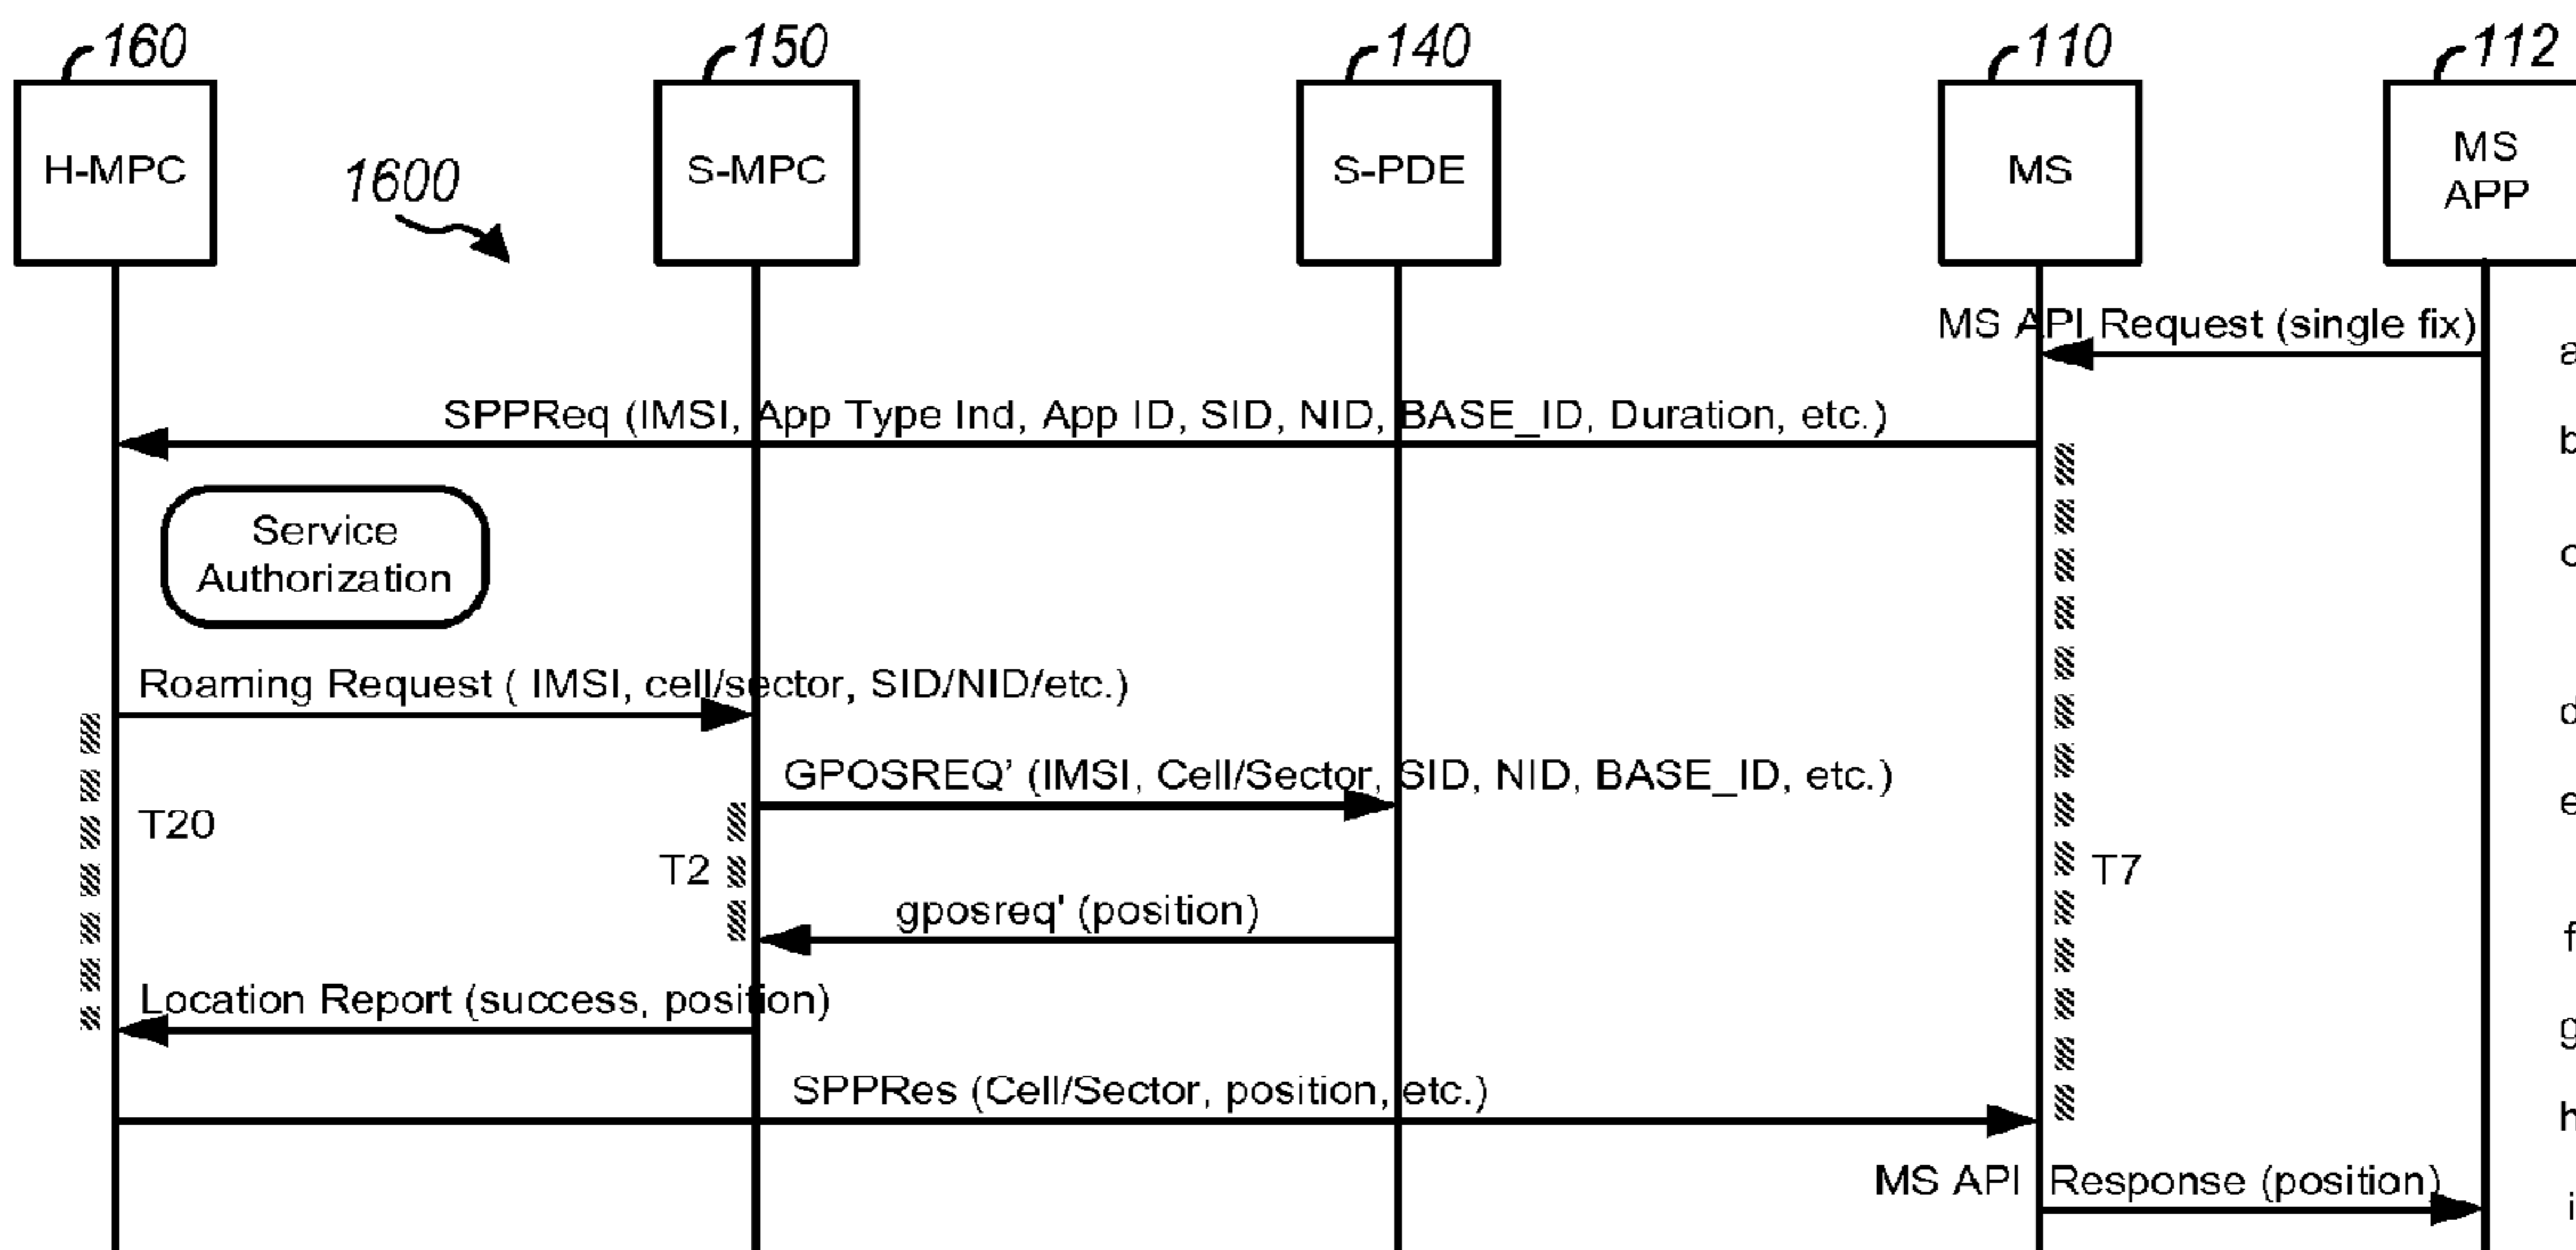 160
150
140
110
112
H-MPC
S-MPC
S-PDE
MS
MS
APP
1600
MS API Request (single fix)
a
SPPReq (IMSI, App Type Ind, App ID, SID, NID, BASE_ID, Duration, etc.)
b
Service
Authorization
c
Roaming Request ( IMSI, cell/sector, SID/NID/etc.)
d
GPOSREQ’ (IMSI, Cell/Sector, SID, NID, BASE_ID, etc.)
e
T20
T2
T7
gposreq' (position)
f
Location Report (success, position)
g
SPPRes (Cell/Sector, position, etc.)
h
MS API Response (position)
i